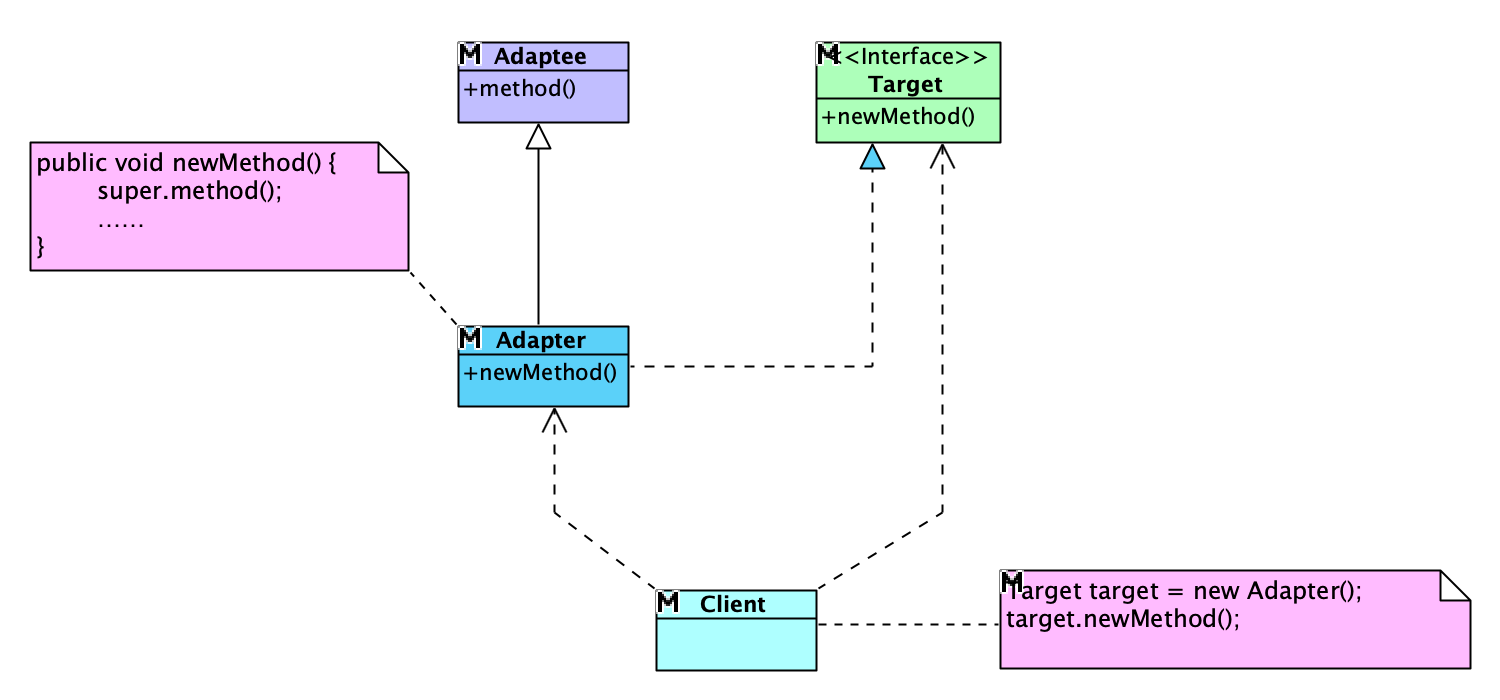 M Adaptee
+method()
M <<Interface>>
Target
+newMethod()
public void newMethod() {
super.method();
......
}
M Adapter
+newMethod()
M Client
M Target target = new Adapter();
target.newMethod();